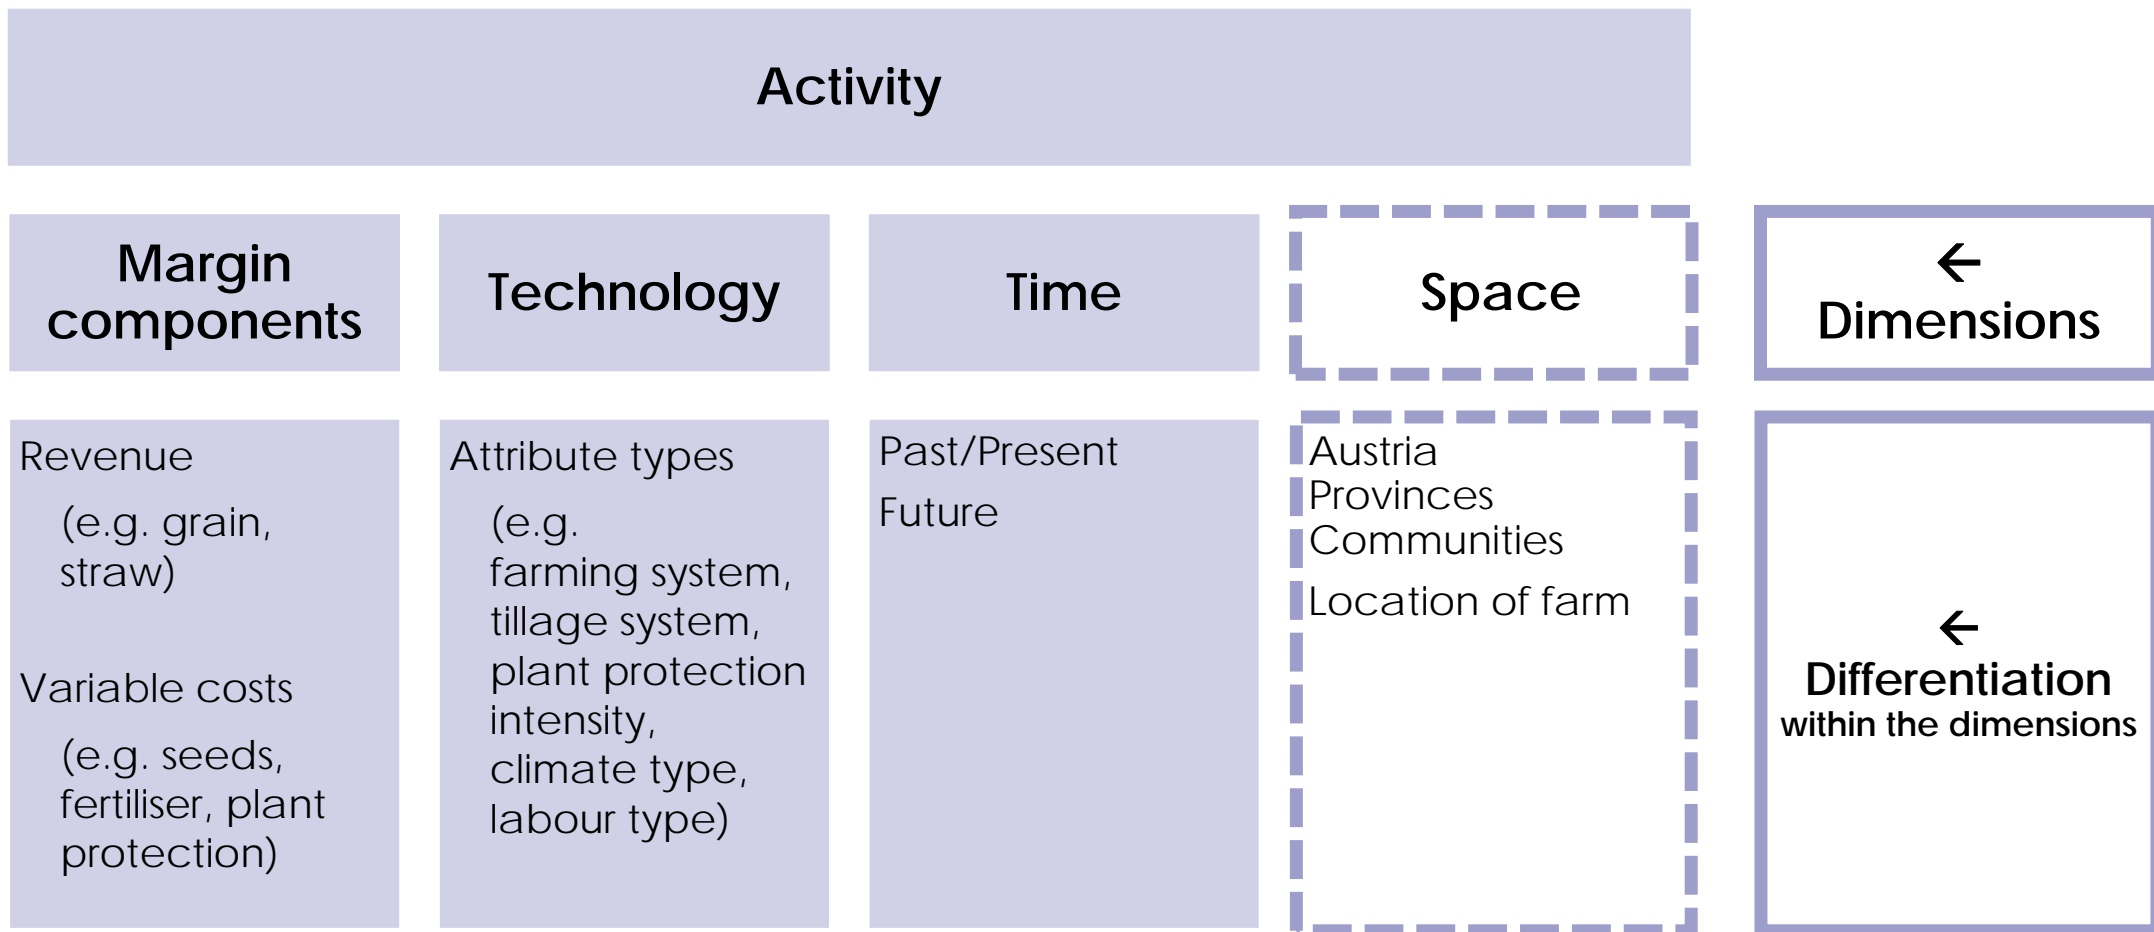 Activity
Margin
components
Technology
Time
Space
←
Dimensions
Revenue
(e.g. grain,
straw)
Variable costs
(e.g. seeds,
fertiliser, plant
protection)
Attribute types
(e.g.
farming system,
tillage system,
plant protection
intensity,
climate type,
labour type)
Past/Present
Future
Austria
Provinces
Communities
Location of farm
←
Differentiation
within the dimensions